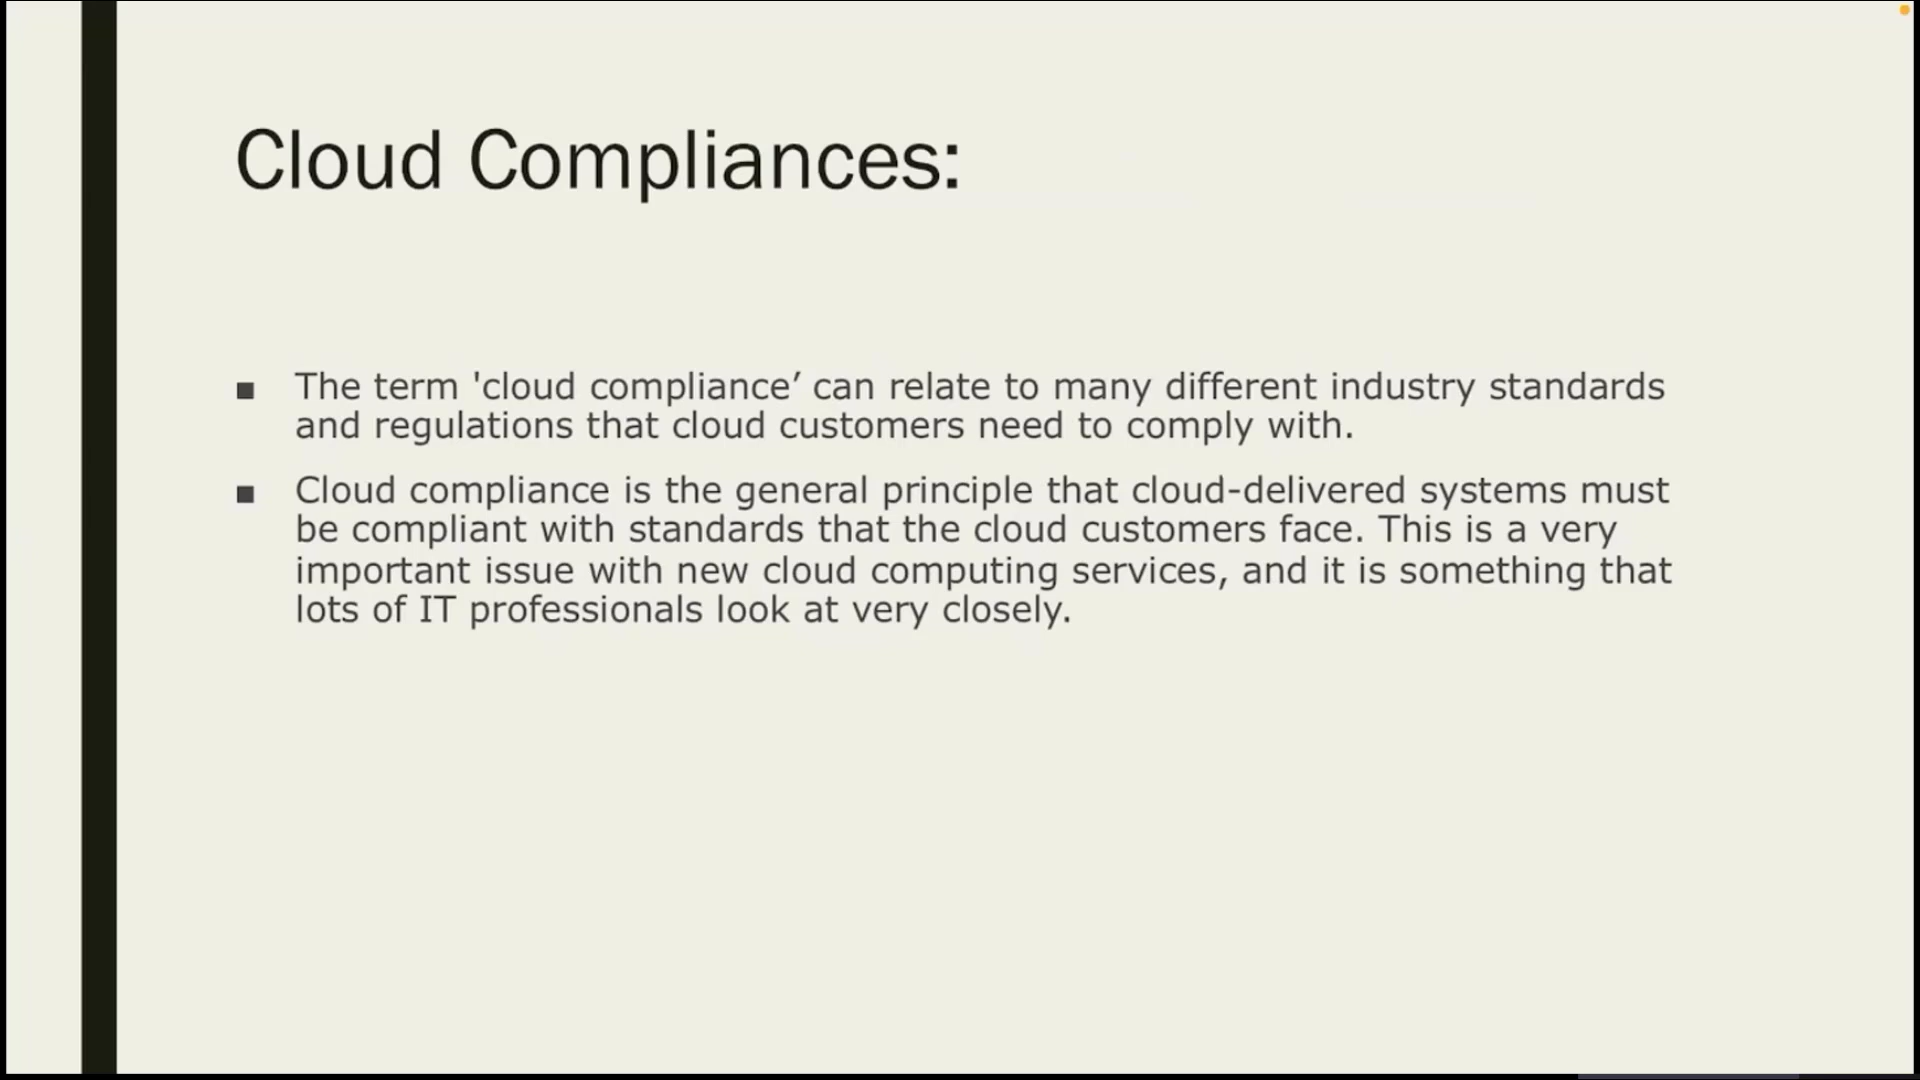 Cloud Compliances:
■ The term 'cloud compliance’ can relate to many different industry standards
and regulations that cloud customers need to comply with.
■ Cloud compliance is the general principle that cloud-delivered systems must
be compliant with standards that the cloud customers face. This is a very
important issue with new cloud computing services, and it is something that
lots of IT professionals look at very closely.